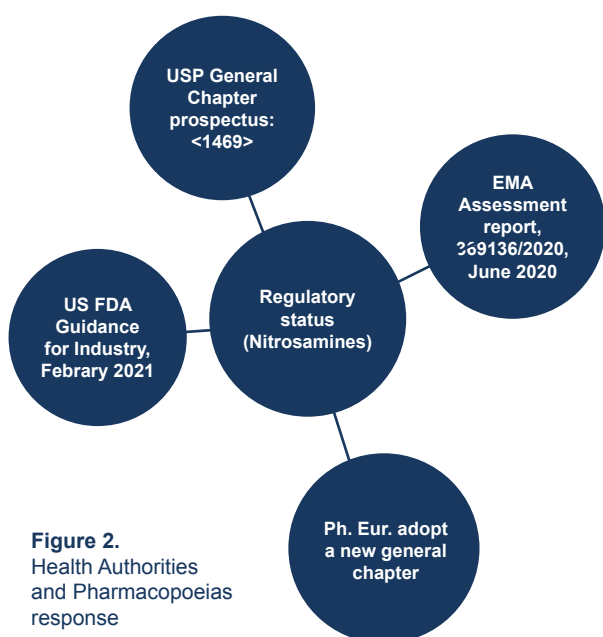 USP General
Chapter
prospectus:
<1469>
EMA
Assessment
report,
369136/2020,
June 2020
Regulatory
status
(Nitrosamines)
US FDA
Guidance
for Industry,
Febrary 2021
Ph. Eur. adopt
a new general
chapter
Figure 2.
Health Authorities
and Pharmacopoeias
response